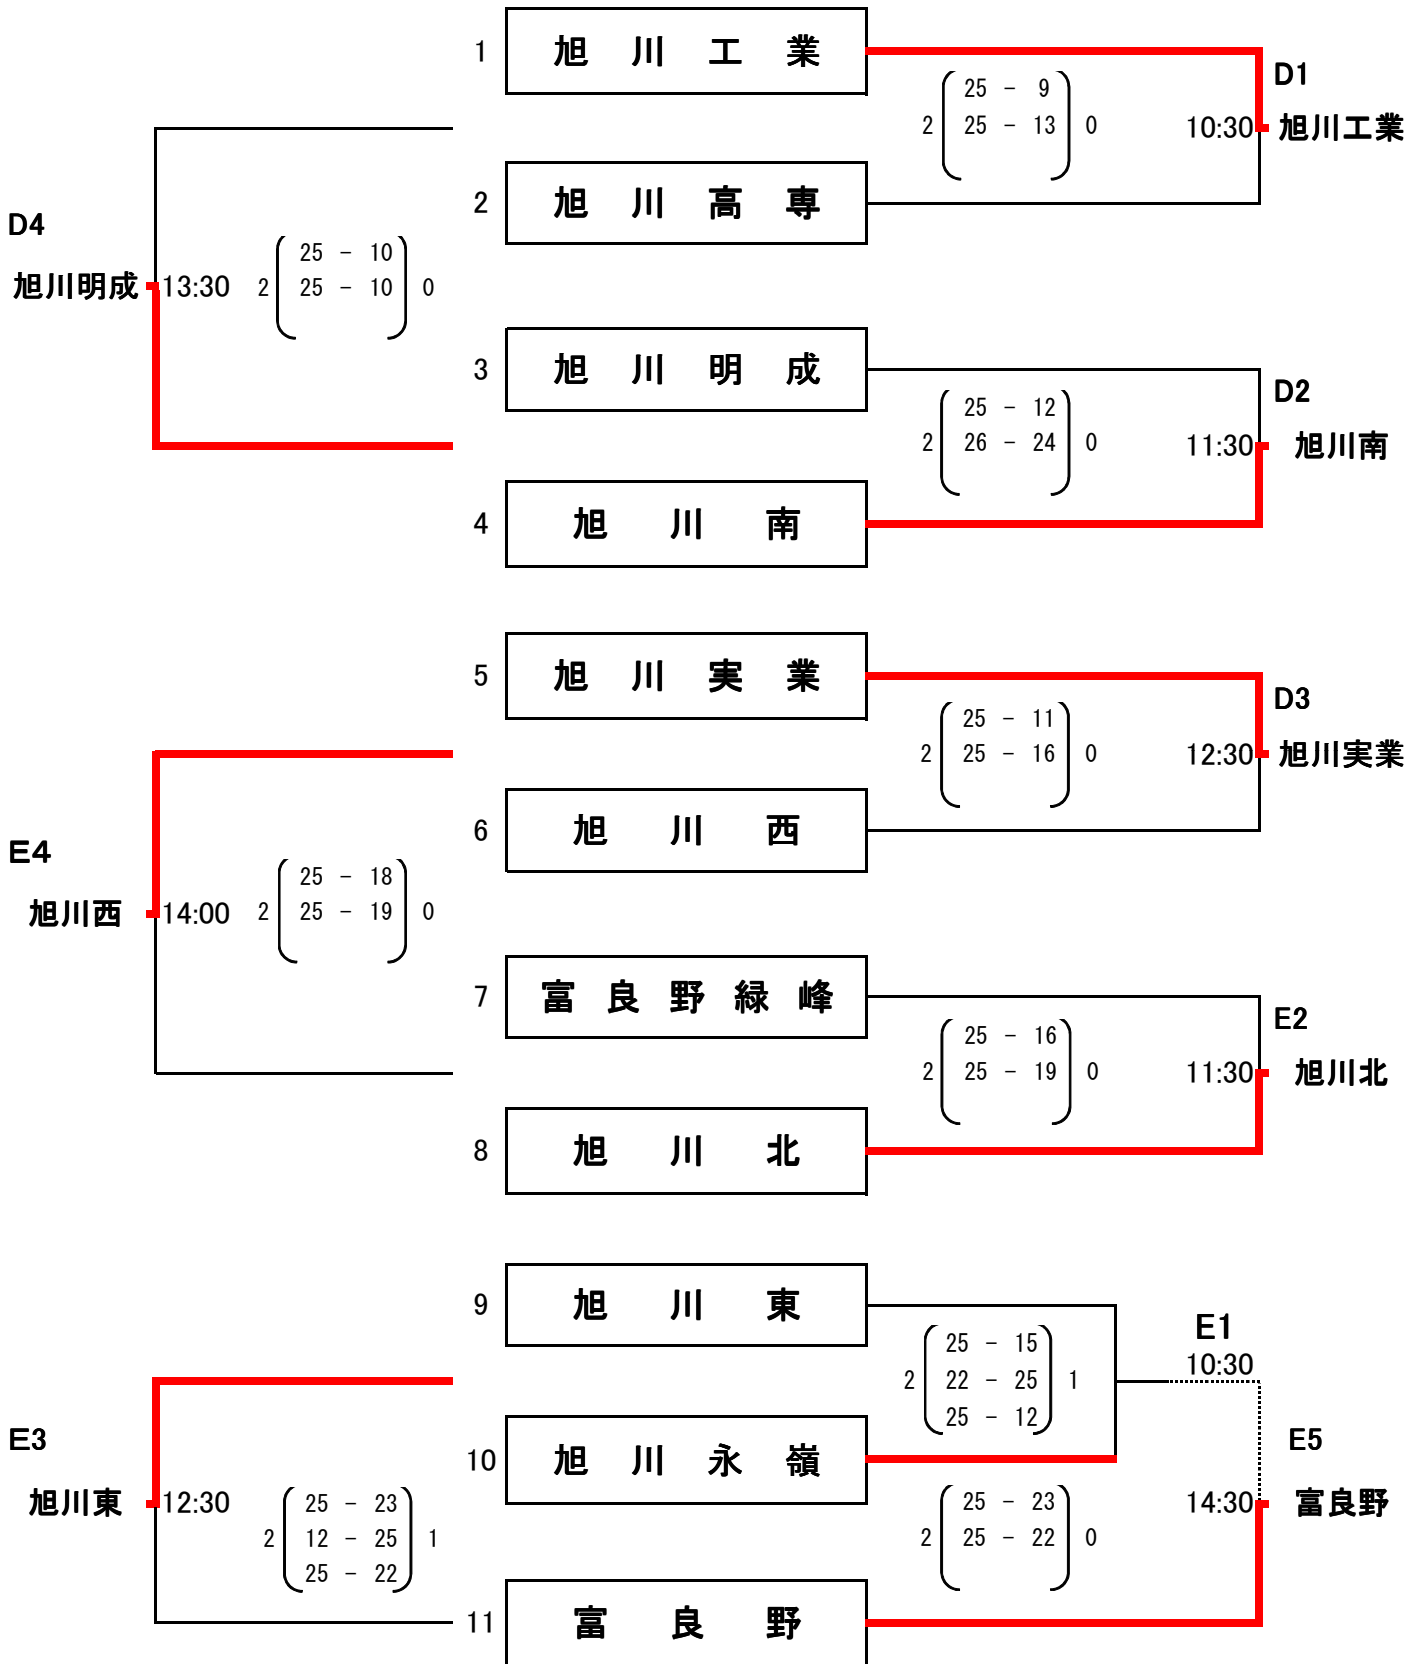 1 旭川工業
D1
25 - 9
2 25 - 13 0
10:30 旭川工業
2 旭川高専
D4
25 - 10
旭川明成 13:30 2 25 - 10 0
3 旭川明成
D2
25 - 12
2 26 - 24 0
11:30 旭川南
4 旭川南
5 旭川実業
D3
25 - 11
2 25 - 16 0
12:30 旭川実業
6 旭川西
E4
25 - 18
旭川西 14:00 2 25 - 19 0
7 富良野緑峰
E2
25 - 16
2 25 - 19 0
11:30 旭川北
8 旭川北
9 旭川東
E1
10:30
25 - 15
2 22 - 25 1
25 - 12
10 旭川永嶺
E3
25 - 23
旭川東 12:30 2 12 - 25 1
25 - 22
E5
25 - 23
2 25 - 22 0
14:30 富良野
11 富良野